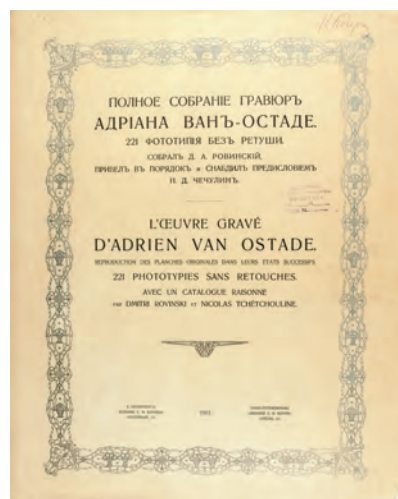 ПОЛНОЕ СОБРАНІЕ ГРАВЮРЪ
АДРІАНА ВАНЪ-ОСТАДЕ.
221 ФОТОТИПІЯ БЕЗЪ РЕТУШИ.
СОБРАЛЪ Д. А. РОВИНСКІЙ,
ПРИВЕЛЪ ВЪ ПОРЯДОКЪ и СНАБДИЛЪ ПРЕДИСЛОВІЕМЪ
Н. Д. ЧЕЧУЛИНЪ.
L'ŒUVRE GRAVÉ
D'ADRIEN VAN OSTADE.
REPRODUCTION DES PLANCHES ORIGINALES DANS LEURS ÉTATS SUCCESSIFS.
221 PHOTOTYPIES SANS RETOUCHES.
AVEC UN CATALOGUE RAISONNÉ
PAR DMITRI ROVINSKI ET NICOLAS TCHÉTCHOULINE.
1912